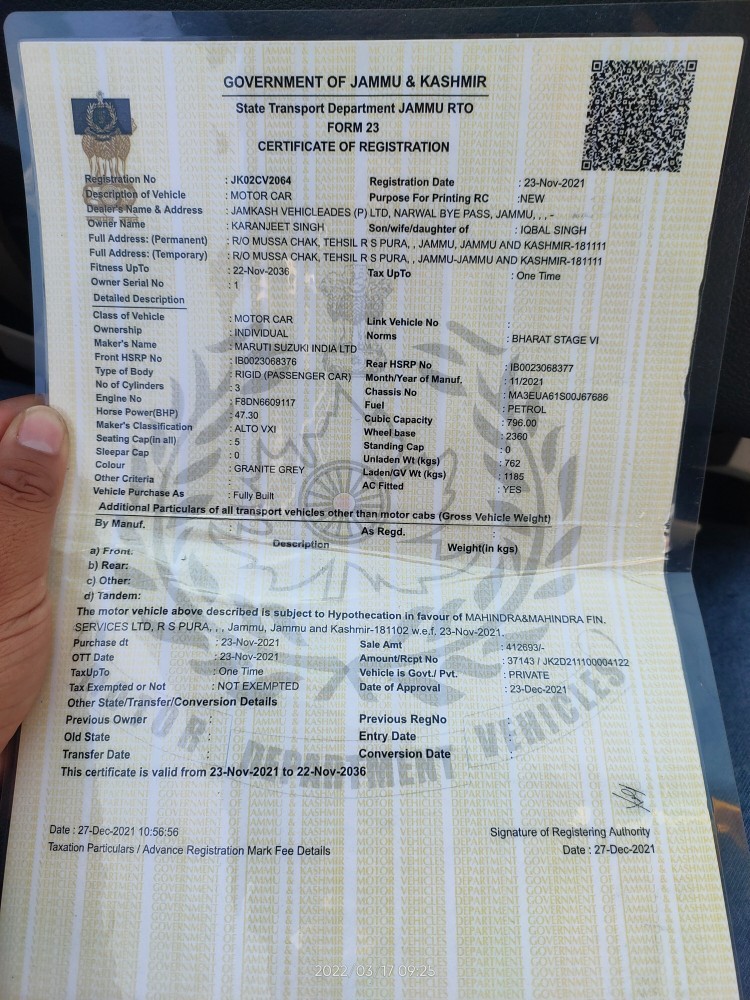 GOVERNMENT OF JAMMU & KASHMIR
State Transport Department JAMMU RTO
FORM 23
CERTIFICATE OF REGISTRATION
Registration No : JK02CV2064 Registration Date : 23-Nov-2021
Description of Vehicle : MOTOR CAR Purpose For Printing RC :NEW
Dealer's Name & Address : JAMKASH VEHICLEADES (P) LTD, NARWAL BYE PASS, JAMMU, , , -
Owner Name : KARANJEET SINGH Son/wife/daughter of : IQBAL SINGH
Full Address: (Permanent) : R/O MUSSA CHAK, TEHSIL R S PURA, , JAMMU, JAMMU AND KASHMIR-181111
Full Address: (Temporary) : R/O MUSSA CHAK, TEHSIL R S PURA, , JAMMU-JAMMU AND KASHMIR-181111
Fitness UpTo : 22-Nov-2036 Tax UpTo : One Time
Owner Serial No : 1
Detailed Description
Class of Vehicle : MOTOR CAR Link Vehicle No :
Ownership : INDIVIDUAL Norms : BHARAT STAGE VI
Maker's Name : MARUTI SUZUKI INDIA LTD
Front HSRP No : IB0023068376 Rear HSRP No : IB0023068377
Type of Body : RIGID (PASSENGER CAR) Month/Year of Manuf. : 11/2021
No of Cylinders : 3 Chassis No : MA3EUA61S00J67686
Engine No : F8DN6609117 Fuel : PETROL
Horse Power(BHP) : 47.30 Cubic Capacity : 796.00
Maker's Classification : ALTO VXI Wheel base : 2360
Seating Cap(in all) : 5 Standing Cap : 0
Sleepar Cap : 0 Unladen Wt (kgs) : 762
Colour : GRANITE GREY Laden/GV Wt (kgs) : 1185
Other Criteria : AC Fitted : YES
Vehicle Purchase As : Fully Built
Additional Particulars of all transport vehicles other than motor cabs (Gross Vehicle Weight)
By Manuf. : As Regd. :
Description Weight(in kgs)
a) Front:
b) Rear:
c) Other:
d) Tandem:
The motor vehicle above described is subject to Hypothecation in favour of MAHINDRA&MAHINDRA FIN.
SERVICES LTD, R S PURA, , , Jammu, Jammu and Kashmir-181102 w.e.f. 23-Nov-2021.
Purchase dt : 23-Nov-2021 Sale Amt : 412693/-
OTT Date : 23-Nov-2021 Amount/Rcpt No : 37143 / JK2D211100004122
TaxUpTo : One Time Vehicle is Govt./ Pvt. : PRIVATE
Tax Exempted or Not : NOT EXEMPTED Date of Approval : 23-Dec-2021
Other State/Transfer/Conversion Details
Previous Owner : Previous RegNo :
Old State : Entry Date :
Transfer Date : Conversion Date :
This certificate is valid from 23-Nov-2021 to 22-Nov-2036
Date : 27-Dec-2021 10:56:56 Signature of Registering Authority
Taxation Particulars / Advance Registration Mark Fee Details Date : 27-Dec-2021
DEPARTMENT VEHICLES
2022/03/17 09:25